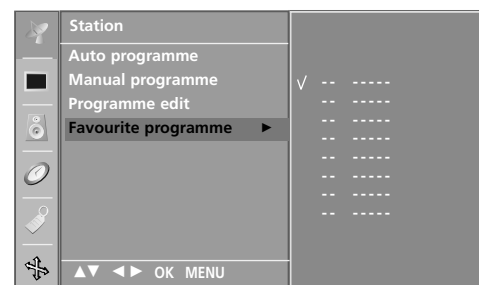 Station
Auto programme
Manual programme
Programme edit
Favourite programme ►
▲▼ ◄► OK MENU
√ -- -----
-- -----
-- -----
-- -----
-- -----
-- -----
-- -----
-- -----